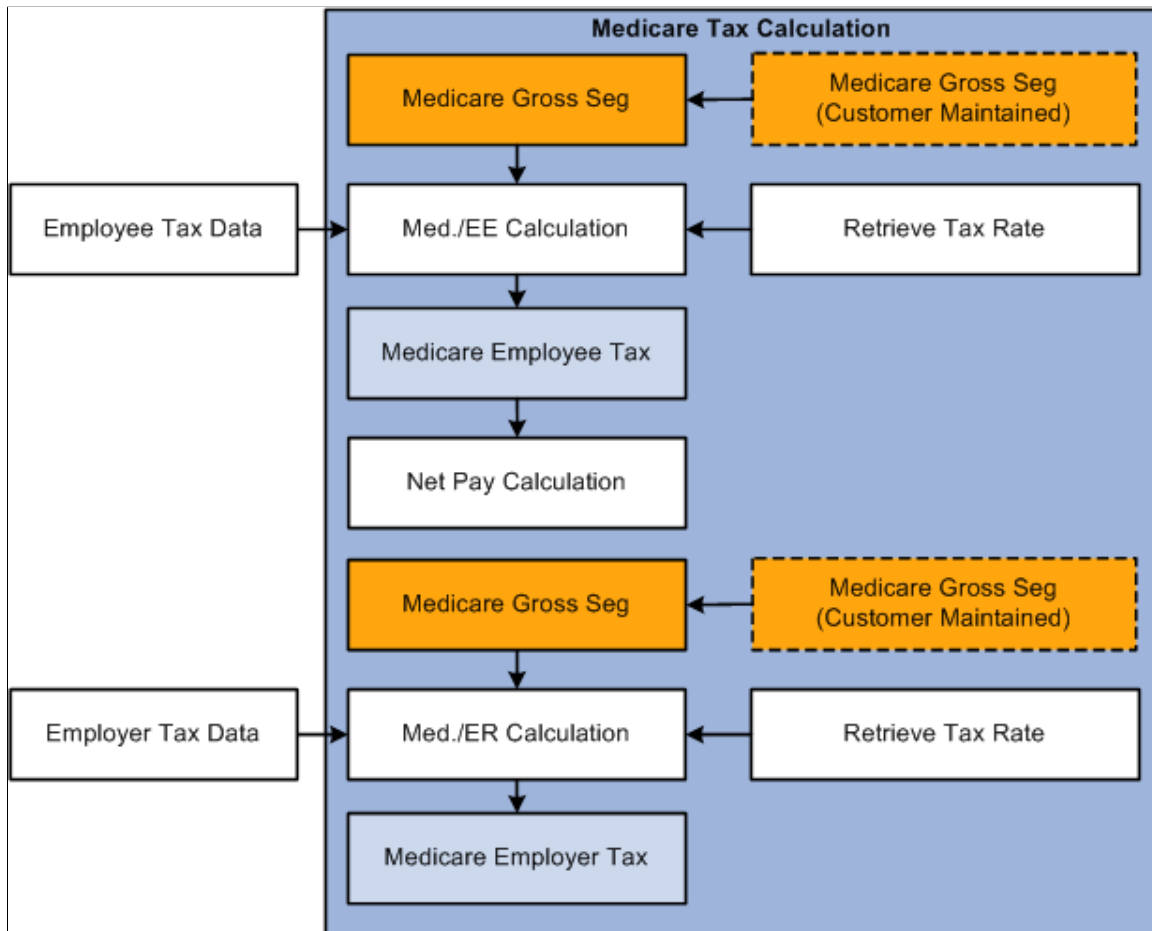 Medicare Tax Calculation
Medicare Gross Seg
Medicare Gross Seg
(Customer Maintained)
Employee Tax Data
Med./EE Calculation
Retrieve Tax Rate
Medicare Employee Tax
Net Pay Calculation
Medicare Gross Seg
Medicare Gross Seg
(Customer Maintained)
Employer Tax Data
Med./ER Calculation
Retrieve Tax Rate
Medicare Employer Tax